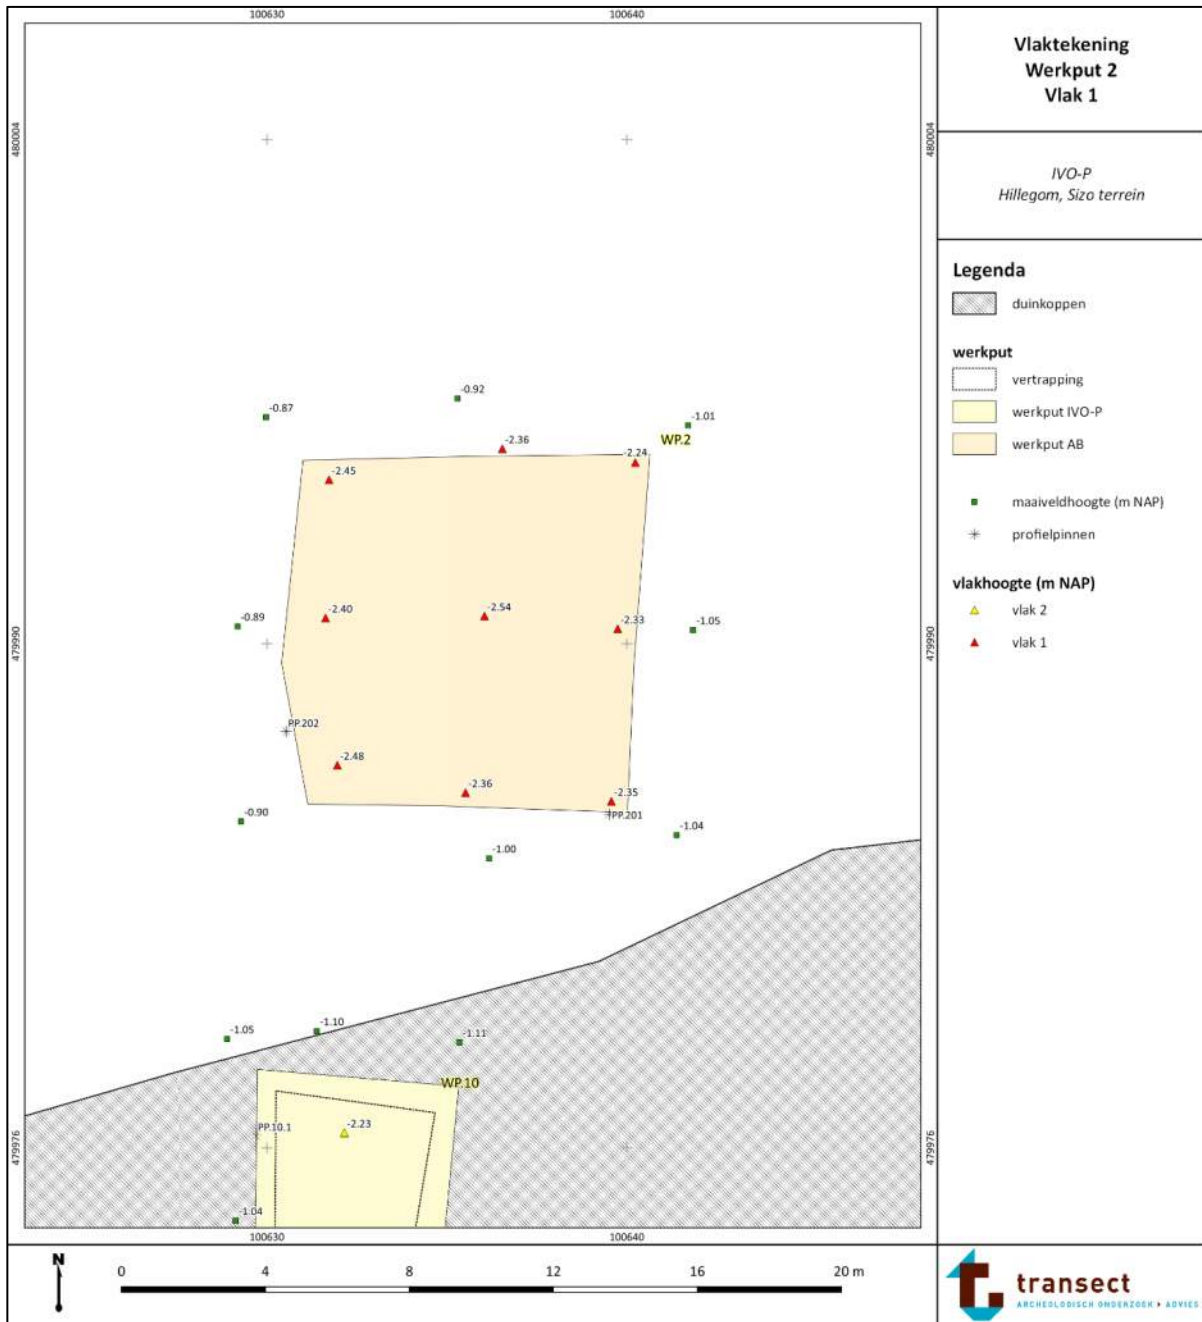 100630
100640
Vlaktekening
Werkput 2
Vlak 1
480004
480004
IVO-P
Hillegom, Sizo terrein
Legenda
duinkoppen
werkput
vertrapping
werkput IVO-P
werkput AB
maaiveldhoogte (m NAP)
profielpinnen
vlakhoogte (m NAP)
vlak 2
vlak 1
-0.92
-0.87
-1.01
WP.2
-2.36
-2.24
-2.45
-2.40
-2.54
-2.33
-0.89
-1.05
479990
479990
PP.202
-2.48
-2.36
-2.35
PP.201
-0.90
-1.04
-1.00
-1.05
-1.10
-1.11
WP.10
PP.10.1
-2.23
479976
479976
-1.04
100630
100640
N
0
4
8
12
16
20 m
transect
ARCHEOLOGISCH ONDERZOEK ▸ ADVIES